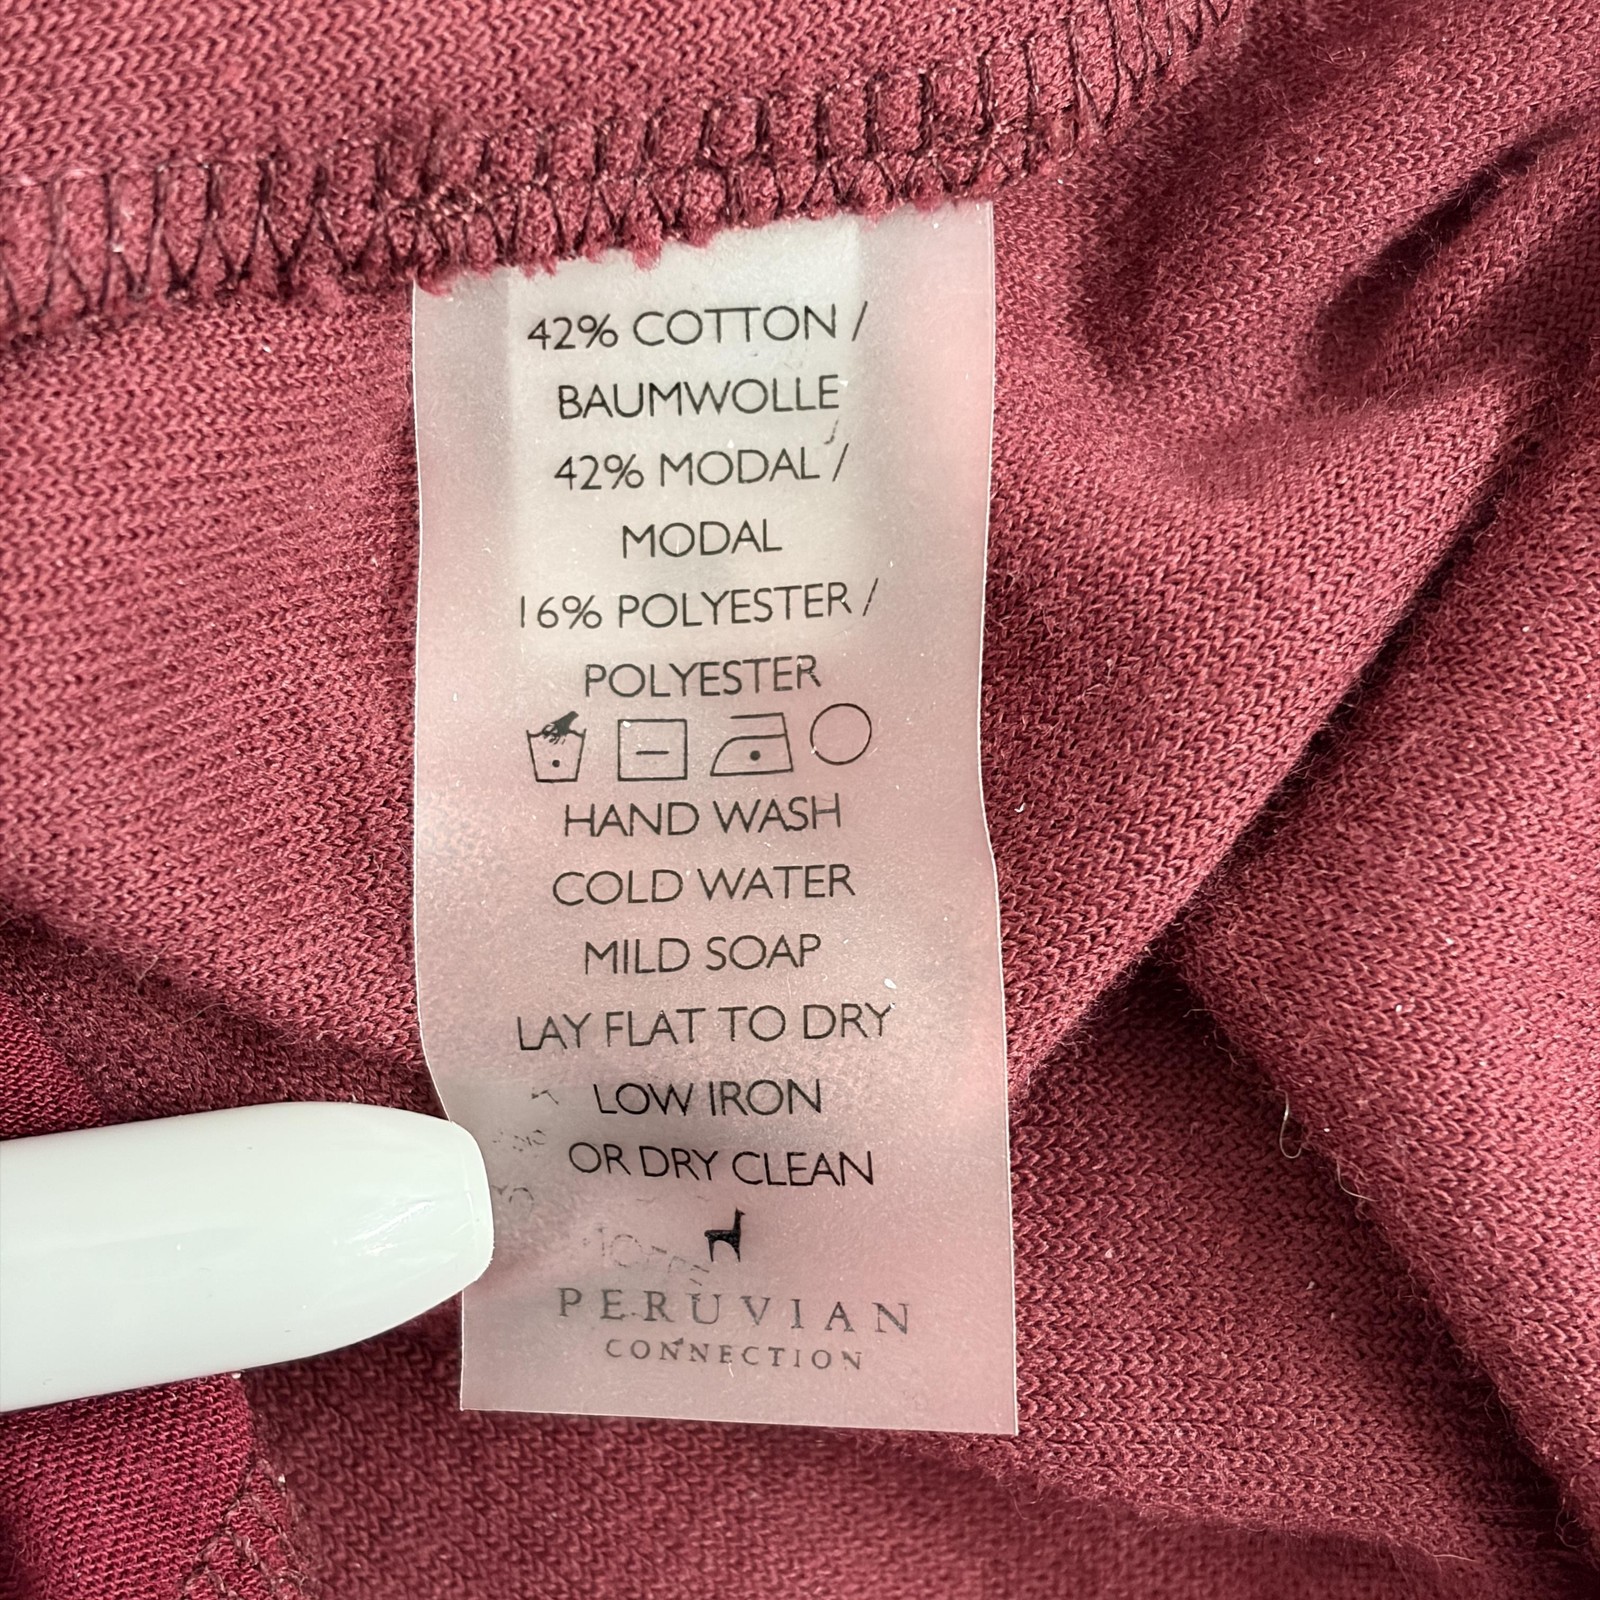 42% COTTON /
BAUMWOLLE
42% MODAL /
MODAL
16% POLYESTER /
POLYESTER
HAND WASH
COLD WATER
MILD SOAP
LAY FLAT TO DRY
LOW IRON
OR DRY CLEAN
PERUVIAN
CONNECTION